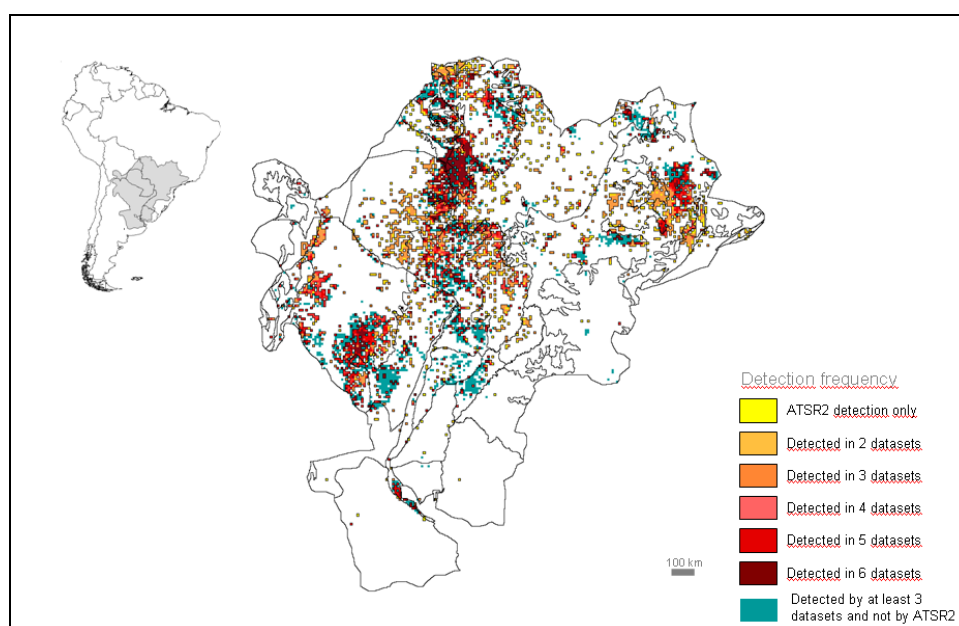 Detection frequency
ATSR2 detection only
Detected in 2 datasets
Detected in 3 datasets
Detected in 4 datasets
Detected in 5 datasets
Detected in 6 datasets
Detected by at least 3
datasets and not by ATSR2
100 km